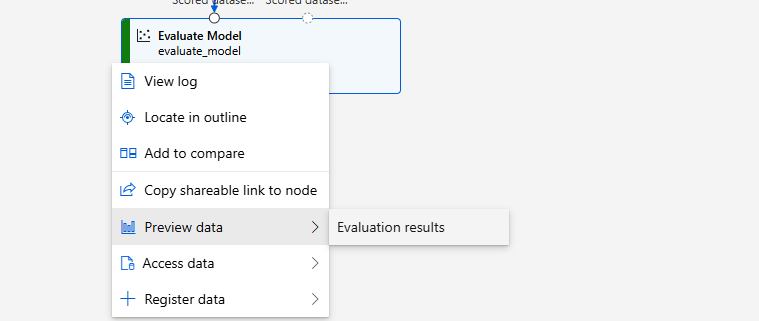 Scored datase... Scored datase...
Evaluate Model
evaluate_model
View log
Locate in outline
Add to compare
Copy shareable link to node
Preview data
Evaluation results
Access data
Register data